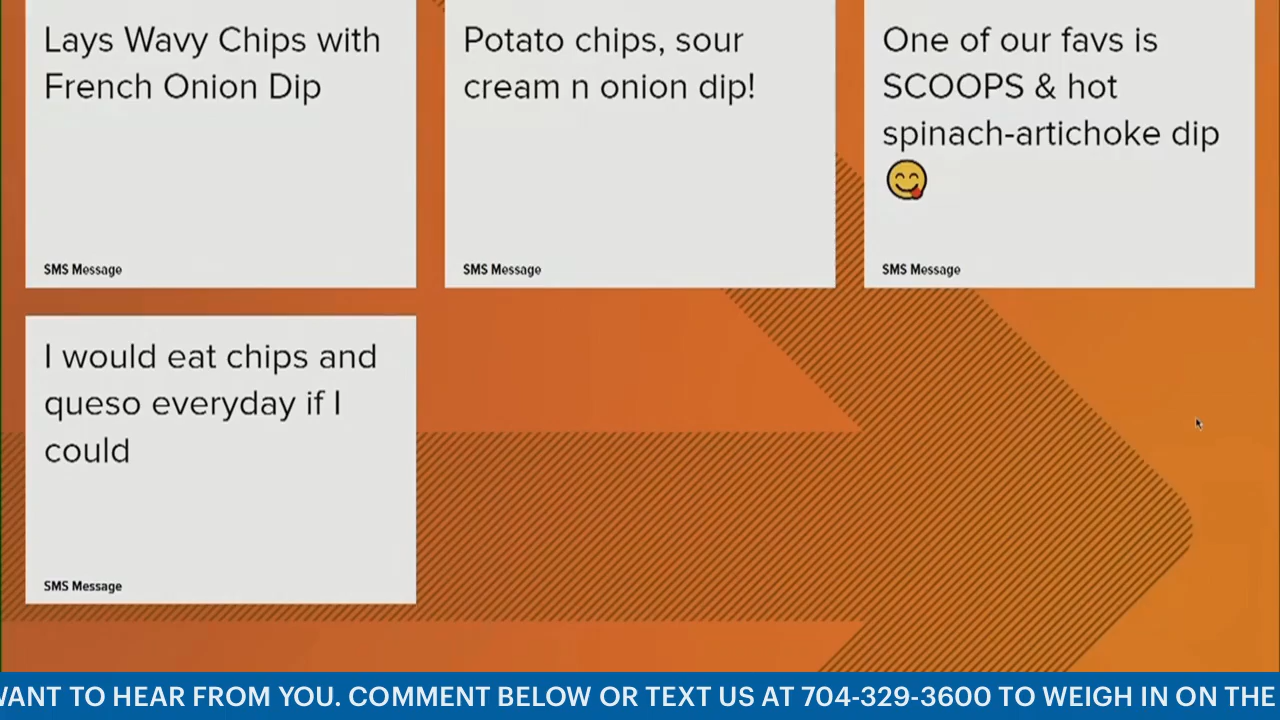 Lays Wavy Chips with
French Onion Dip
SMS Message
Potato chips, sour
cream n onion dip!
SMS Message
One of our favs is
SCOOPS & hot
spinach-artichoke dip
😋
SMS Message
I would eat chips and
queso everyday if I
could
SMS Message
WANT TO HEAR FROM YOU. COMMENT BELOW OR TEXT US AT 704-329-3600 TO WEIGH IN ON THE